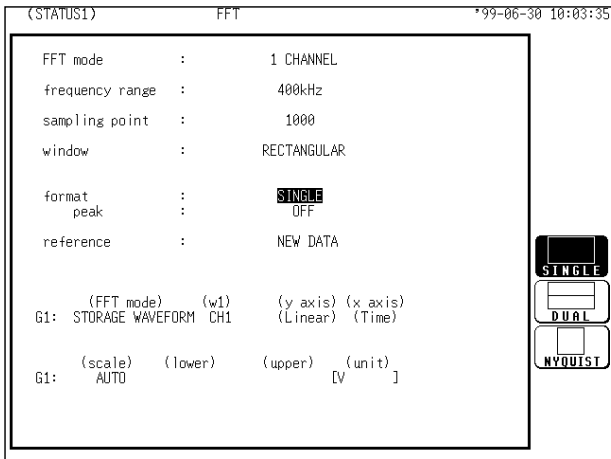 (STATUS1) FFT '99-06-30 10:03:35
FFT mode : 1 CHANNEL
frequency range : 400kHz
sampling point : 1000
window : RECTANGULAR
format : SINGLE
peak : OFF
reference : NEW DATA
(FFT mode) (w1) (y axis) (x axis)
G1: STORAGE WAVEFORM CH1 (Linear) (Time)
(scale) (lower) (upper) (unit)
G1: AUTO [V ]
SINGLE
DUAL
NYQUIST